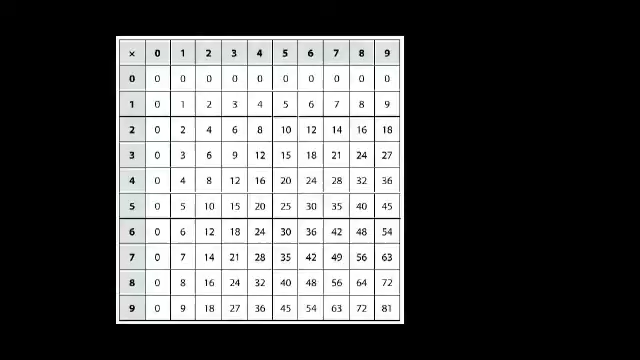 × 0 1 2 3 4 5 6 7 8 9
0 0 0 0 0 0 0 0 0 0 0
1 0 1 2 3 4 5 6 7 8 9
2 0 2 4 6 8 10 12 14 16 18
3 0 3 6 9 12 15 18 21 24 27
4 0 4 8 12 16 20 24 28 32 36
5 0 5 10 15 20 25 30 35 40 45
6 0 6 12 18 24 30 36 42 48 54
7 0 7 14 21 28 35 42 49 56 63
8 0 8 16 24 32 40 48 56 64 72
9 0 9 18 27 36 45 54 63 72 81